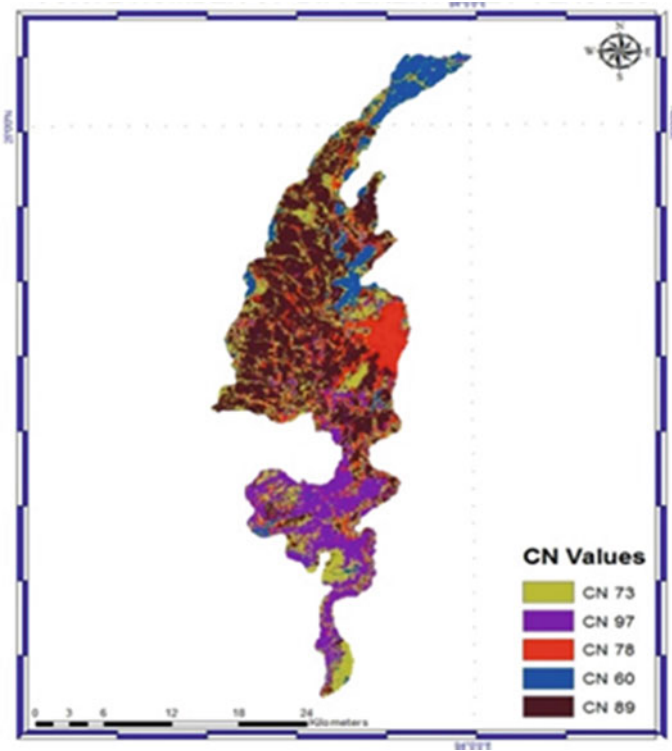 N
W E
S
CN Values
CN 73
CN 97
CN 78
CN 60
CN 89
0 3 6 12 18 24
Kilometers